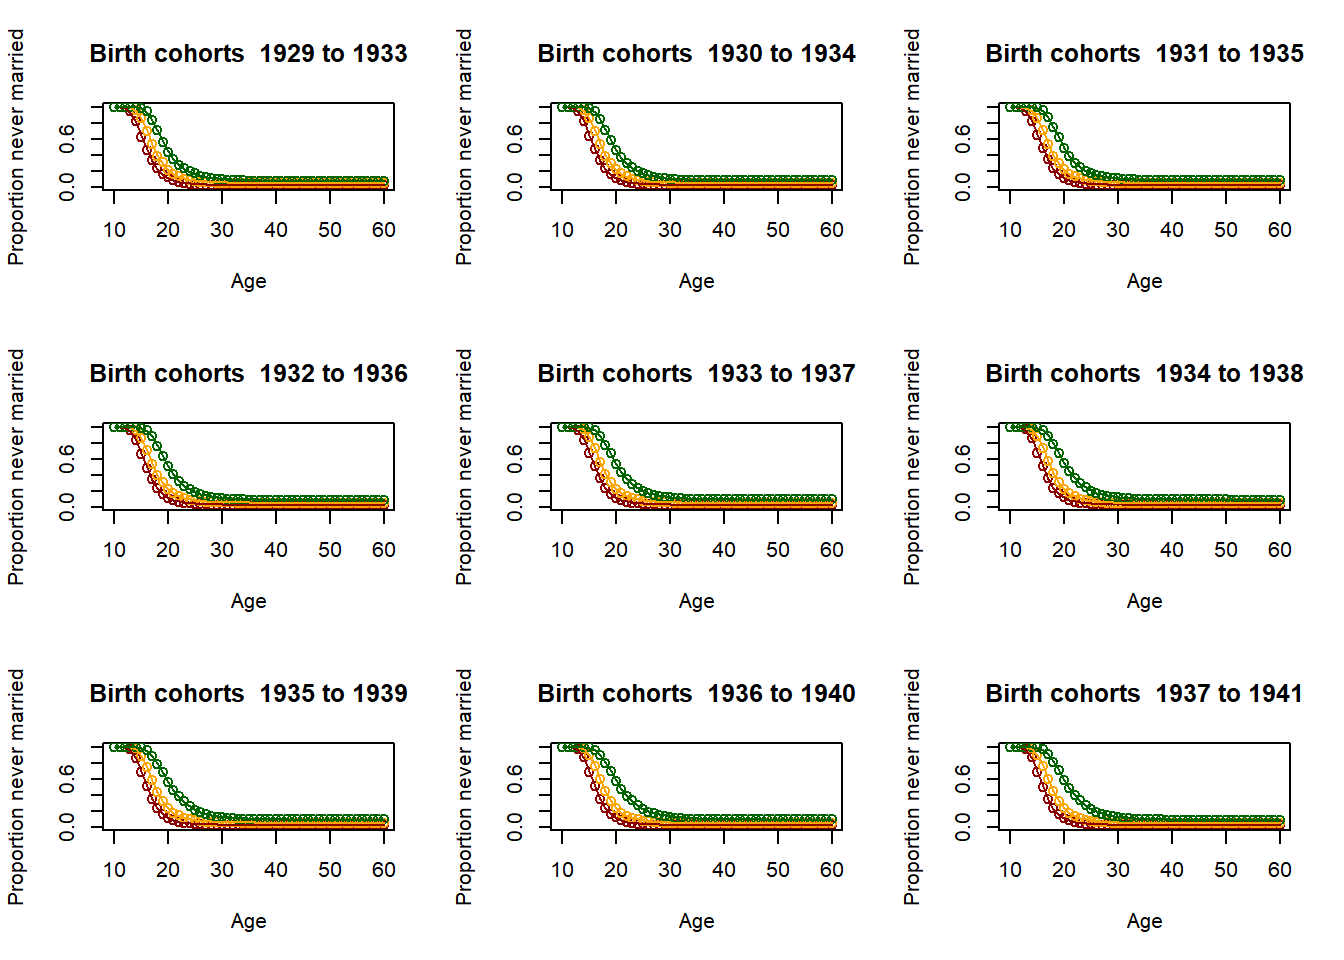 Birth cohorts  1929 to 1933
Proportion never married
0.6
0.0
10 20 30 40 50 60
Age
Birth cohorts  1930 to 1934
Proportion never married
0.6
0.0
10 20 30 40 50 60
Age
Birth cohorts  1931 to 1935
Proportion never married
0.6
0.0
10 20 30 40 50 60
Age
Birth cohorts  1932 to 1936
Proportion never married
0.6
0.0
10 20 30 40 50 60
Age
Birth cohorts  1933 to 1937
Proportion never married
0.6
0.0
10 20 30 40 50 60
Age
Birth cohorts  1934 to 1938
Proportion never married
0.6
0.0
10 20 30 40 50 60
Age
Birth cohorts  1935 to 1939
Proportion never married
0.6
0.0
10 20 30 40 50 60
Age
Birth cohorts  1936 to 1940
Proportion never married
0.6
0.0
10 20 30 40 50 60
Age
Birth cohorts  1937 to 1941
Proportion never married
0.6
0.0
10 20 30 40 50 60
Age